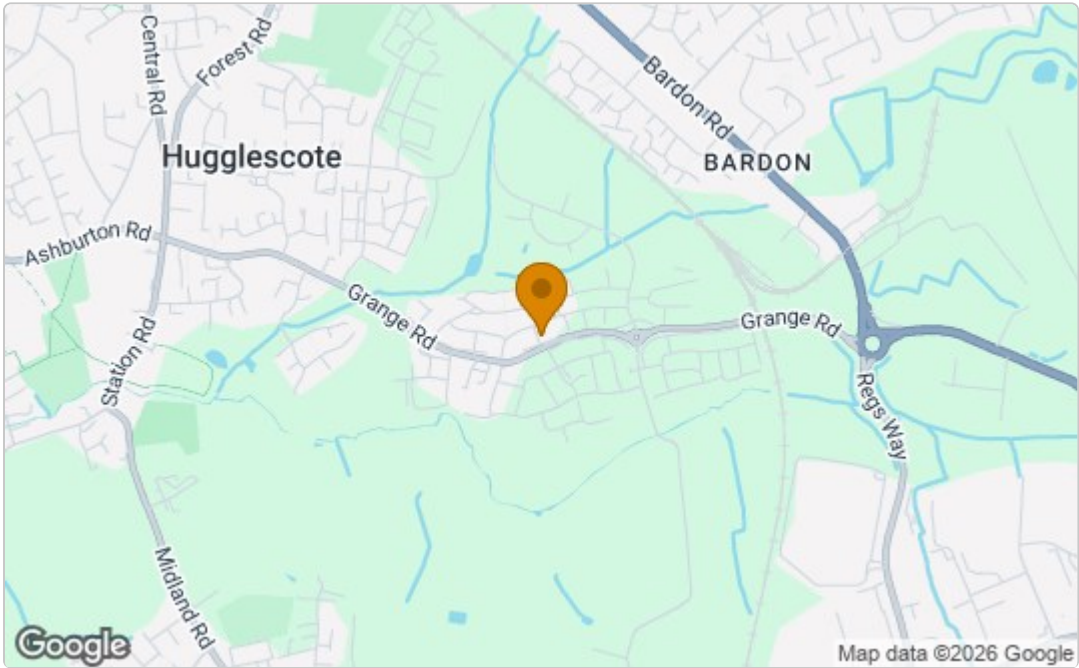 Central Rd
Forest Rd
Bardon Rd
Hugglescote
BARDON
Ashburton Rd
Grange Rd
Grange Rd
Station Rd
Regs Way
Midland Rd
Google
Map data ©2026 Google